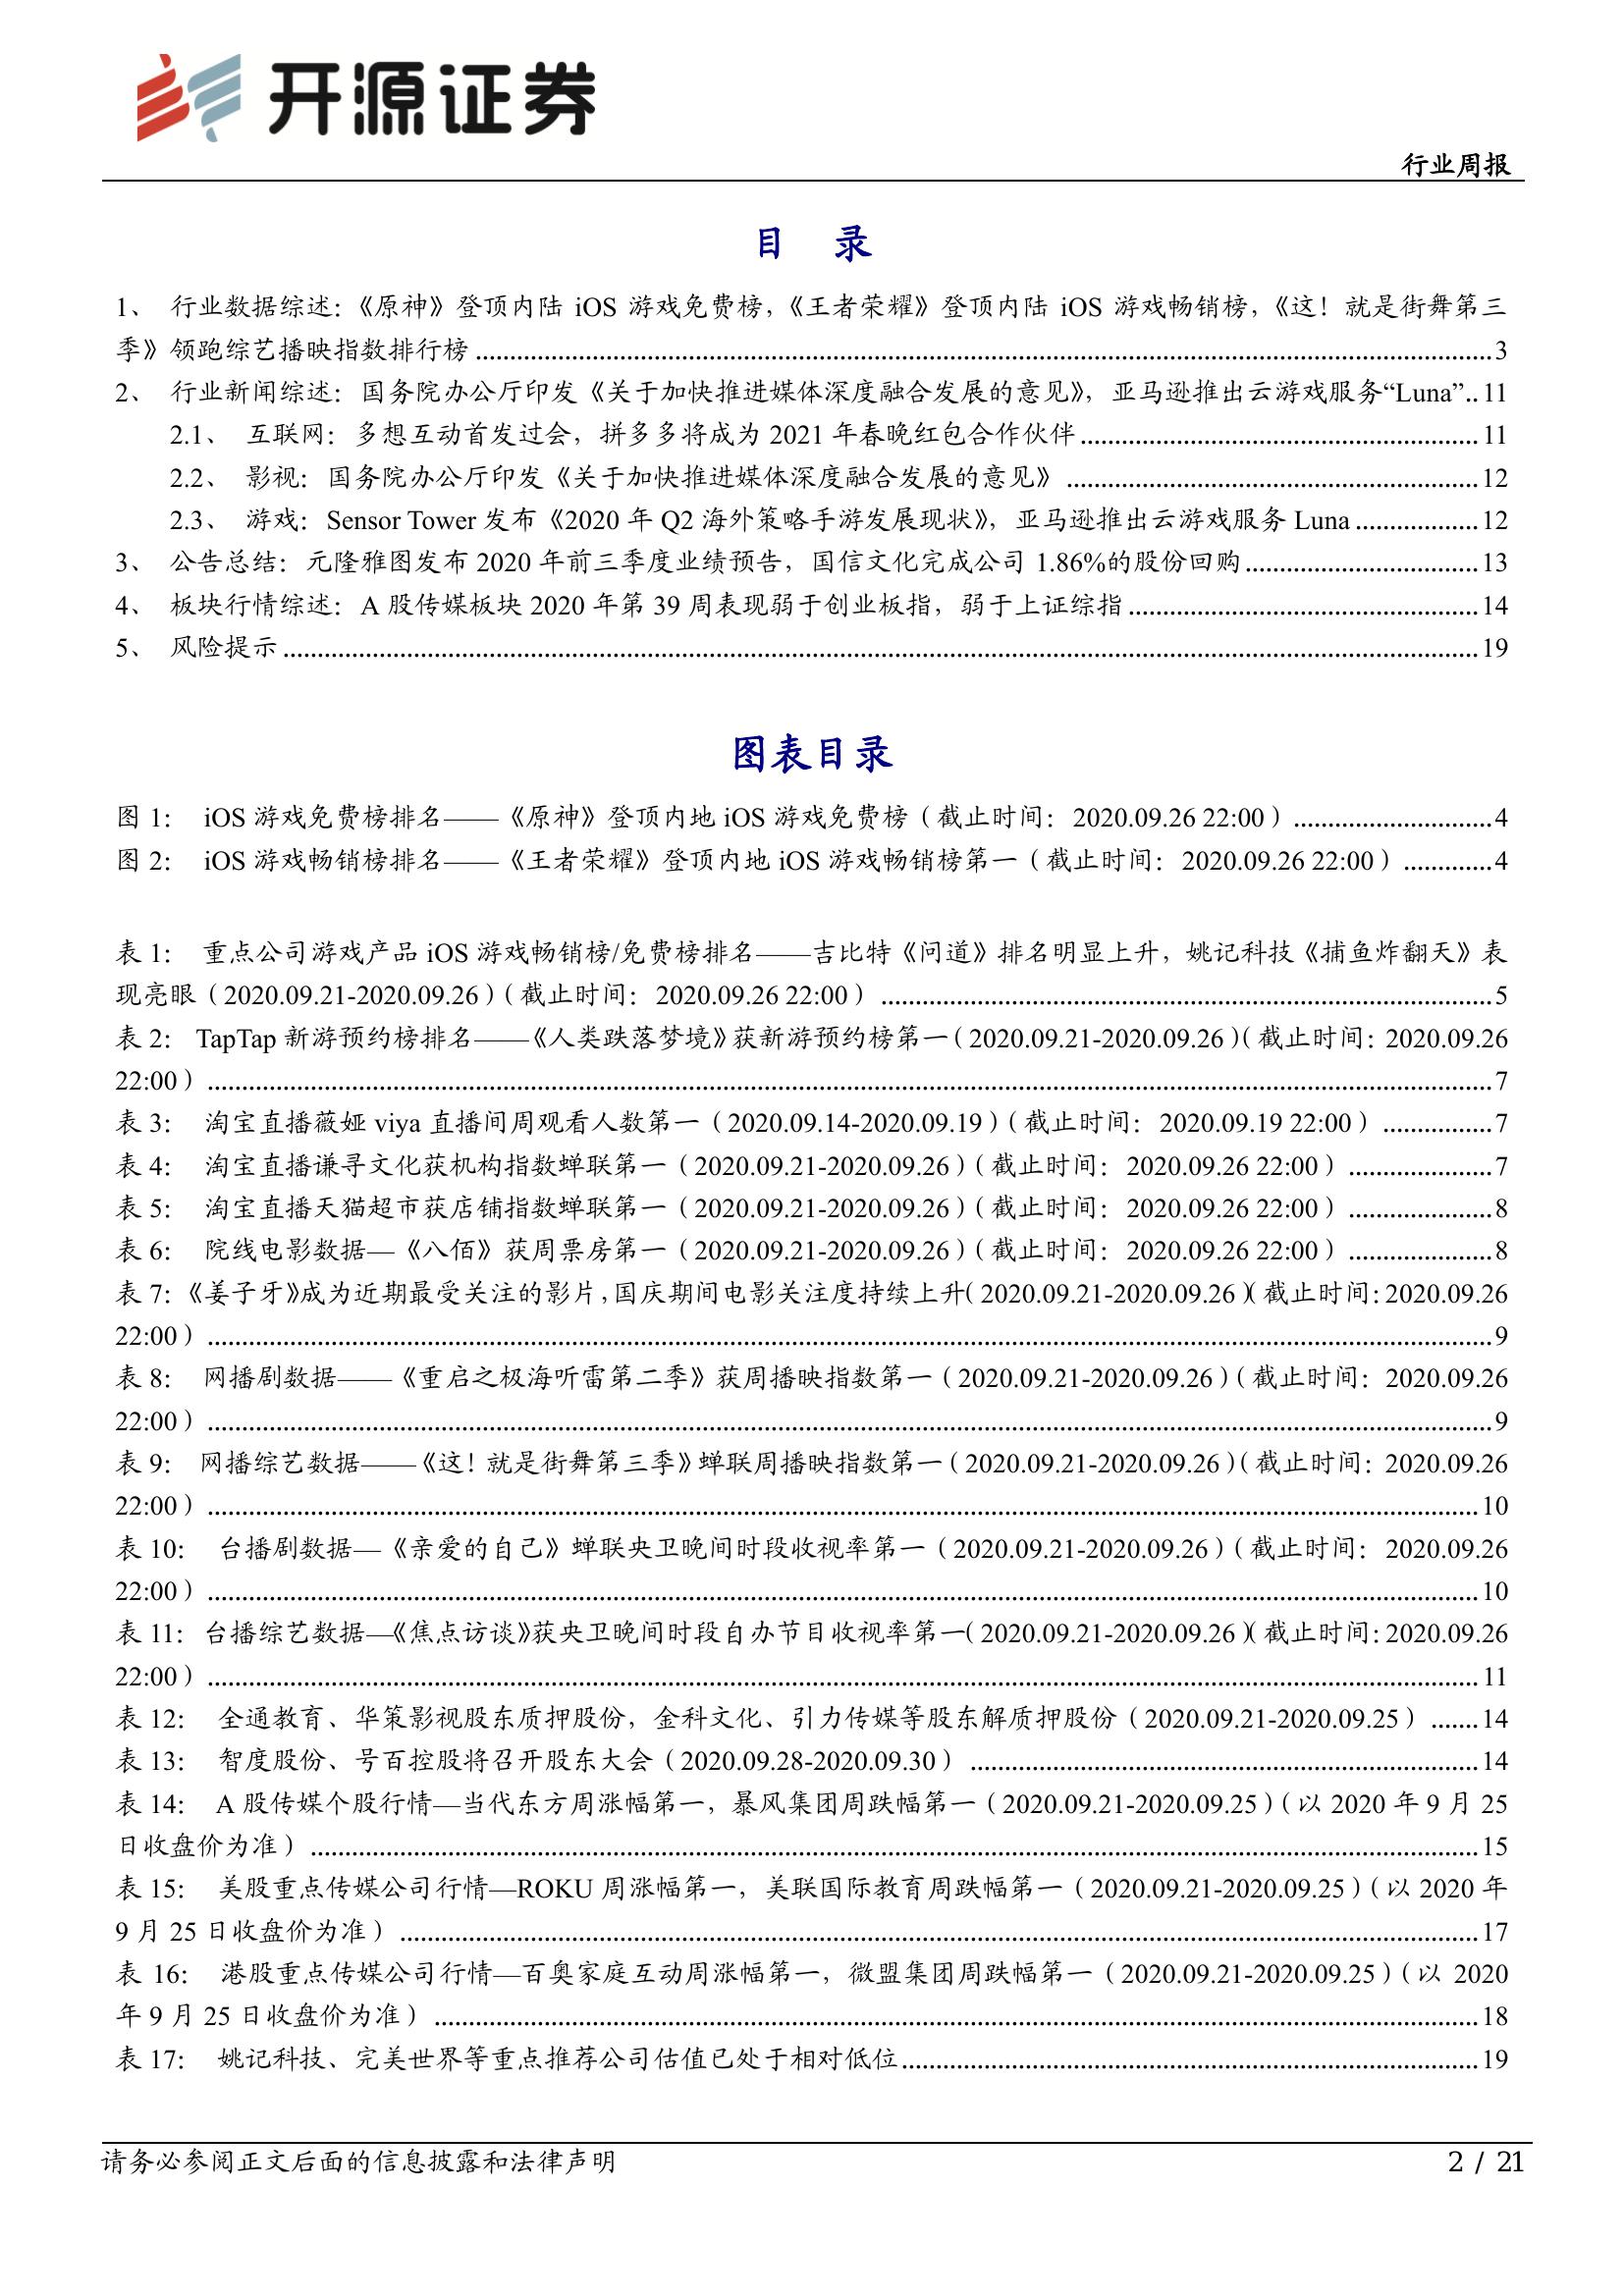 开源证券
行业周报
目 录
1、 行业数据综述：《原神》登顶内陆 iOS 游戏免费榜，《王者荣耀》登顶内陆 iOS 游戏畅销榜，《这！就是街舞第三
季》领跑综艺播映指数排行榜 3
2、 行业新闻综述：国务院办公厅印发《关于加快推进媒体深度融合发展的意见》，亚马逊推出云游戏服务“Luna” 11
2.1、 互联网：多想互动首发过会，拼多多将成为 2021 年春晚红包合作伙伴 11
2.2、 影视：国务院办公厅印发《关于加快推进媒体深度融合发展的意见》 12
2.3、 游戏：Sensor Tower 发布《2020 年 Q2 海外策略手游发展现状》，亚马逊推出云游戏服务 Luna 12
3、 公告总结：元隆雅图发布 2020 年前三季度业绩预告，国信文化完成公司 1.86%的股份回购 13
4、 板块行情综述：A 股传媒板块 2020 年第 39 周表现弱于创业板指，弱于上证综指 14
5、 风险提示 19
图表目录
图 1： iOS 游戏免费榜排名——《原神》登顶内地 iOS 游戏免费榜（截止时间：2020.09.26 22:00） 4
图 2： iOS 游戏畅销榜排名——《王者荣耀》登顶内地 iOS 游戏畅销榜第一（截止时间：2020.09.26 22:00） 4
表 1： 重点公司游戏产品 iOS 游戏畅销榜/免费榜排名——吉比特《问道》排名明显上升，姚记科技《捕鱼炸翻天》表
现亮眼（2020.09.21-2020.09.26）（截止时间：2020.09.26 22:00） 5
表 2： TapTap 新游预约榜排名——《人类跌落梦境》获新游预约榜第一（2020.09.21-2020.09.26）（截止时间：2020.09.26
22:00） 7
表 3： 淘宝直播薇娅 viya 直播间周观看人数第一（2020.09.14-2020.09.19）（截止时间：2020.09.19 22:00） 7
表 4： 淘宝直播谦寻文化获机构指数蝉联第一（2020.09.21-2020.09.26）（截止时间：2020.09.26 22:00） 7
表 5： 淘宝直播天猫超市获店铺指数蝉联第一（2020.09.21-2020.09.26）（截止时间：2020.09.26 22:00） 8
表 6： 院线电影数据—《八佰》获周票房第一（2020.09.21-2020.09.26）（截止时间：2020.09.26 22:00） 8
表 7：《姜子牙》成为近期最受关注的影片，国庆期间电影关注度持续上升（2020.09.21-2020.09.26）（截止时间：2020.09.26
22:00） 9
表 8： 网播剧数据——《重启之极海听雷第二季》获周播映指数第一（2020.09.21-2020.09.26）（截止时间：2020.09.26
22:00） 9
表 9： 网播综艺数据——《这！就是街舞第三季》蝉联周播映指数第一（2020.09.21-2020.09.26）（截止时间：2020.09.26
22:00） 10
表 10： 台播剧数据—《亲爱的自己》蝉联央卫晚间时段收视率第一（2020.09.21-2020.09.26）（截止时间：2020.09.26
22:00） 10
表 11：台播综艺数据—《焦点访谈》获央卫晚间时段自办节目收视率第一（2020.09.21-2020.09.26）（截止时间：2020.09.26
22:00） 11
表 12： 全通教育、华策影视股东质押股份，金科文化、引力传媒等股东解质押股份（2020.09.21-2020.09.25） 14
表 13： 智度股份、号百控股将召开股东大会（2020.09.28-2020.09.30） 14
表 14： A 股传媒个股行情—当代东方周涨幅第一，暴风集团周跌幅第一（2020.09.21-2020.09.25）（以 2020 年 9 月 25
日收盘价为准） 15
表 15： 美股重点传媒公司行情—ROKU 周涨幅第一，美联国际教育周跌幅第一（2020.09.21-2020.09.25）（以 2020 年
9 月 25 日收盘价为准） 17
表 16： 港股重点传媒公司行情—百奥家庭互动周涨幅第一，微盟集团周跌幅第一（2020.09.21-2020.09.25）（以 2020
年 9 月 25 日收盘价为准） 18
表 17： 姚记科技、完美世界等重点推荐公司估值已处于相对低位 19
请务必参阅正文后面的信息披露和法律声明
2 / 21